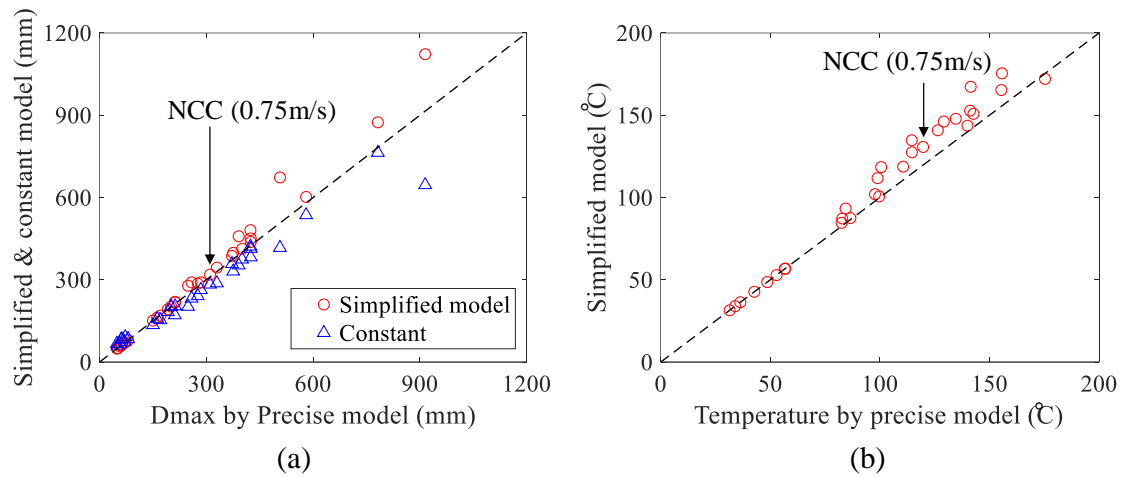 1200
900
600
300
0
Simplified & constant model (mm)
NCC (0.75m/s)
Simplified model
Constant
0 300 600 900 1200
Dmax by Precise model (mm)
(a)
200
150
100
50
0
Simplified model (℃)
NCC (0.75m/s)
0 50 100 150 200
Temperature by precise model (℃)
(b)